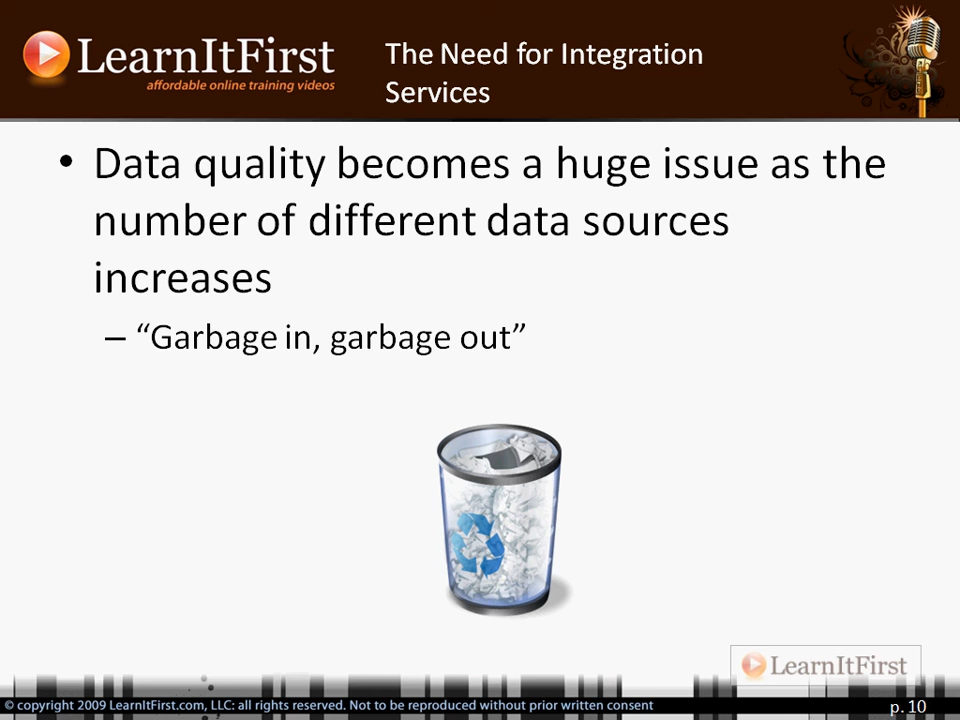 LearnItFirst
affordable online training videos
The Need for Integration
Services
• Data quality becomes a huge issue as the
number of different data sources
increases
– “Garbage in, garbage out”
LearnItFirst
© copyright 2009 LearnItFirst.com, LLC: all rights reserved. Not to be reproduced without prior written consent
p. 10